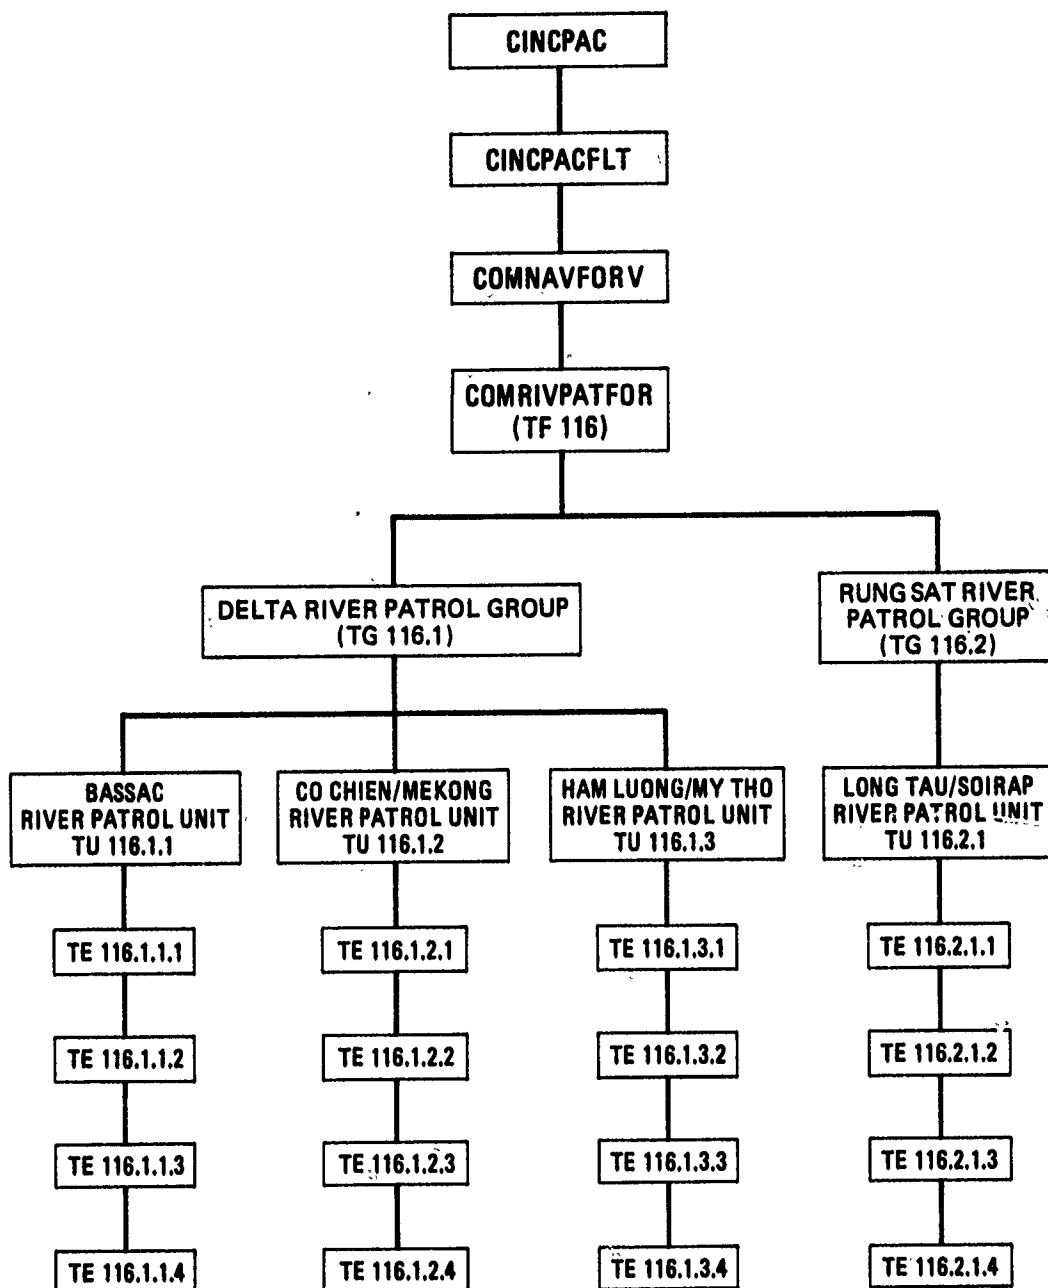 CINCPAC
CINCPACFLT
COMNAVFORV
COMRIVPATFOR
(TF 116)
DELTA RIVER PATROL GROUP
(TG 116.1)
RUNG SAT RIVER
PATROL GROUP
(TG 116.2)
BASSAC
RIVER PATROL UNIT
TU 116.1.1
CO CHIEN/MEKONG
RIVER PATROL UNIT
TU 116.1.2
HAM LUONG/MY THO
RIVER PATROL UNIT
TU 116.1.3
LONG TAU/SOIRAP
RIVER PATROL UNIT
TU 116.2.1
TE 116.1.1.1
TE 116.1.2.1
TE 116.1.3.1
TE 116.2.1.1
TE 116.1.1.2
TE 116.1.2.2
TE 116.1.3.2
TE 116.2.1.2
TE 116.1.1.3
TE 116.1.2.3
TE 116.1.3.3
TE 116.2.1.3
TE 116.1.1.4
TE 116.1.2.4
TE 116.1.3.4
TE 116.2.1.4